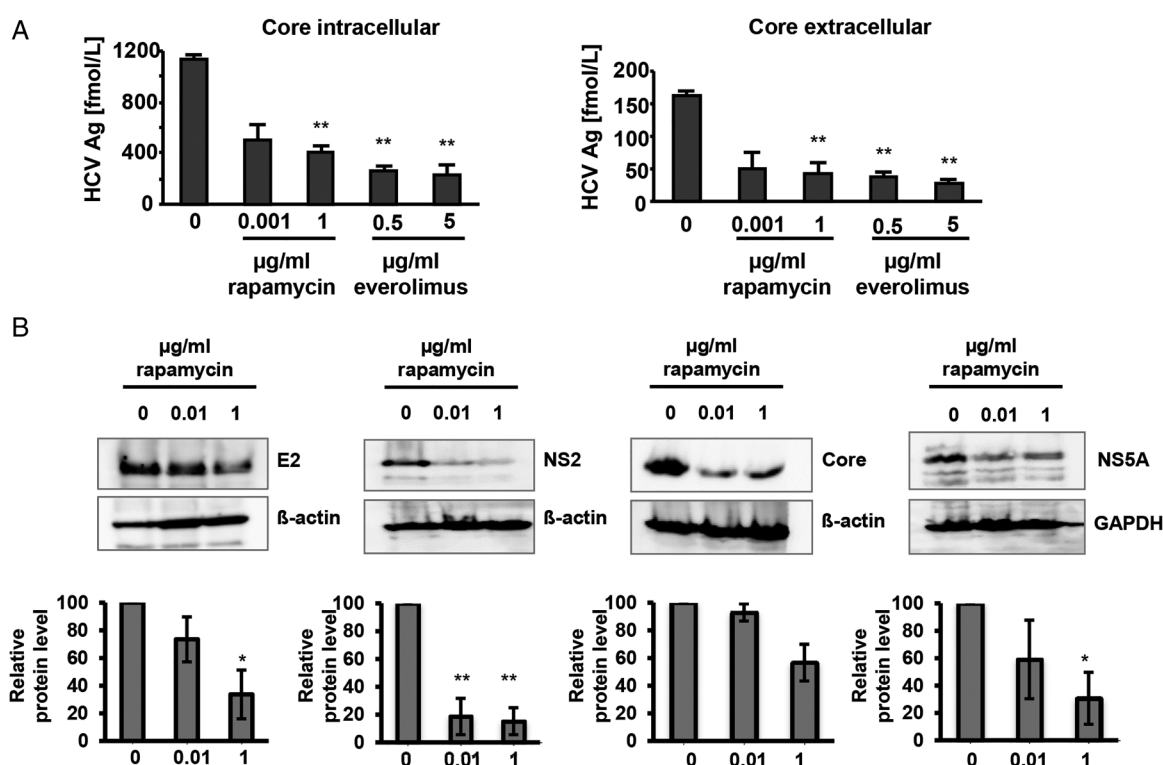 A
Core intracellular
HCV Ag [fmol/L]
1200
800
400
0
**
**
**
0 0.001 1 0.5 5
µg/ml µg/ml
rapamycin everolimus
Core extracellular
HCV Ag [fmol/L]
200
150
100
50
0
**
**
**
0 0.001 1 0.5 5
µg/ml µg/ml
rapamycin everolimus
B
µg/ml
rapamycin
0 0.01 1
E2
ß-actin
Relative
protein level
100
80
60
40
20
0
*
0 0.01 1
µg/ml
rapamycin
0 0.01 1
NS2
ß-actin
Relative
protein level
100
80
60
40
20
0
** **
0 0.01 1
µg/ml
rapamycin
0 0.01 1
Core
ß-actin
Relative
protein level
100
80
60
40
20
0
0 0.01 1
µg/ml
rapamycin
0 0.01 1
NS5A
GAPDH
Relative
protein level
100
80
60
40
20
0
*
0 0.01 1